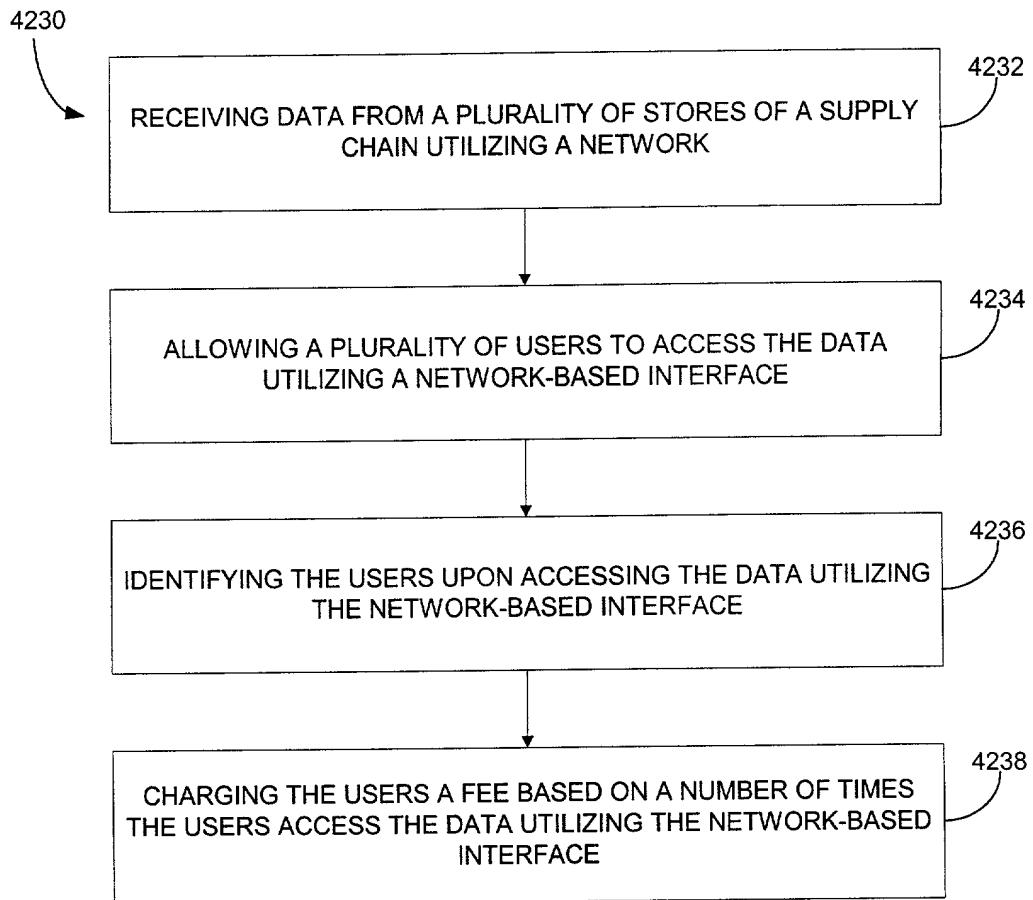 4230
4232
RECEIVING DATA FROM A PLURALITY OF STORES OF A SUPPLY
CHAIN UTILIZING A NETWORK
4234
ALLOWING A PLURALITY OF USERS TO ACCESS THE DATA
UTILIZING A NETWORK-BASED INTERFACE
4236
IDENTIFYING THE USERS UPON ACCESSING THE DATA UTILIZING
THE NETWORK-BASED INTERFACE
4238
CHARGING THE USERS A FEE BASED ON A NUMBER OF TIMES
THE USERS ACCESS THE DATA UTILIZING THE NETWORK-BASED
INTERFACE